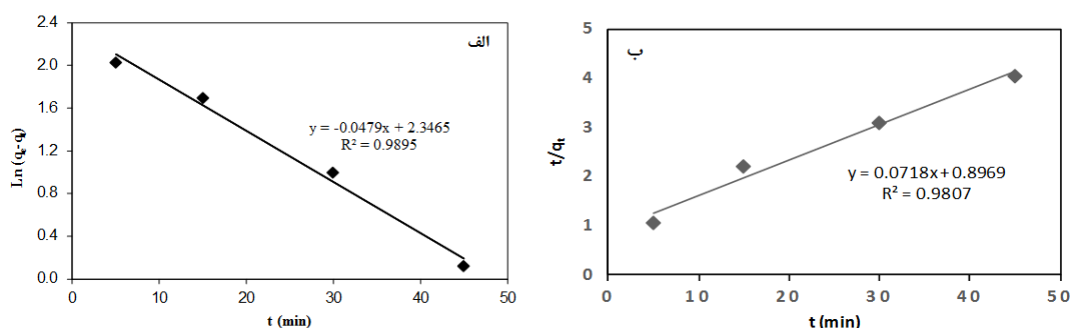 الف
2.4
2.0
1.6
1.2
0.8
0.4
0.0
Ln (qe-qt)
y = -0.0479x + 2.3465
R² = 0.9895
0 10 20 30 40 50
t (min)
ب
5
4
3
2
1
0
t/qt
y = 0.0718x + 0.8969
R² = 0.9807
0 10 20 30 40 50
t (min)